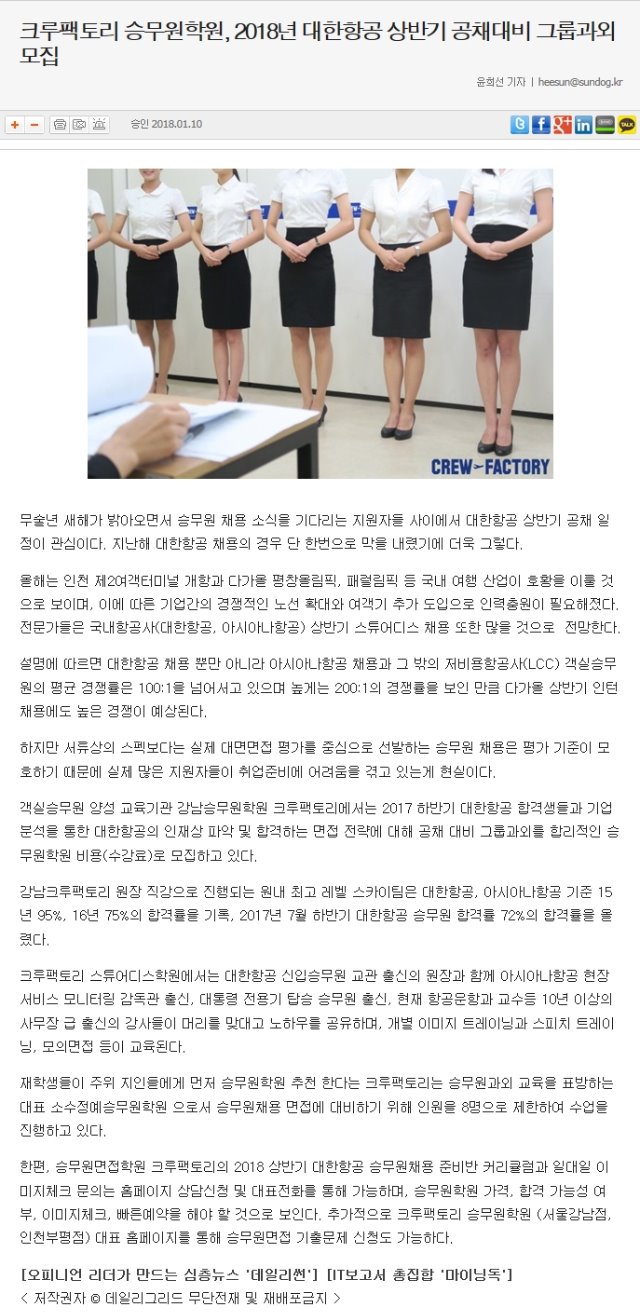 크루팩토리 승무원학원, 2018년 대한항공 상반기 공채대비 그룹과외
모집
윤희선 기자 | heesun@sundog.kr
승인 2018.01.10
CREW FACTORY
무술년 새해가 밝아오면서 승무원 채용 소식을 기다리는 지원자들 사이에서 대한항공 상반기 공채 일
정이 관심이다. 지난해 대한항공 채용의 경우 단 한번으로 막을 내렸기에 더욱 그렇다.
올해는 인천 제2여객터미널 개항과 다가올 평창올림픽, 패럴림픽 등 국내 여행 산업이 호황을 이룰 것
으로 보이며, 이에 따른 기업간의 경쟁적인 노선 확대와 여객기 추가 도입으로 인력충원이 필요해졌다.
전문가들은 국내항공사(대한항공, 아시아나항공) 상반기 스튜어디스 채용 또한 많을 것으로 전망한다.
설명에 따르면 대한항공 채용 뿐만 아니라 아시아나항공 채용과 그 밖의 저비용항공사(LCC) 객실승무
원의 평균 경쟁률은 100:1을 넘어서고 있으며 높게는 200:1의 경쟁률을 보인 만큼 다가올 상반기 인턴
채용에도 높은 경쟁이 예상된다.
하지만 서류상의 스펙보다는 실제 대면면접 평가를 중심으로 선발하는 승무원 채용은 평가 기준이 모
호하기 때문에 실제 많은 지원자들이 취업준비에 어려움을 겪고 있는게 현실이다.
객실승무원 양성 교육기관 강남승무원학원 크루팩토리에서는 2017 하반기 대한항공 합격생들과 기업
분석을 통한 대한항공의 인재상 파악 및 합격하는 면접 전략에 대해 공채 대비 그룹과외를 합리적인 승
무원학원 비용(수강료)로 모집하고 있다.
강남크루팩토리 원장 직강으로 진행되는 원내 최고 레벨 스카이팀은 대한항공, 아시아나항공 기준 15
년 95%, 16년 75%의 합격률을 기록, 2017년 7월 하반기 대한항공 승무원 합격률 72%의 합격률을 올
렸다.
크루팩토리 스튜어디스학원에서는 대한항공 신입승무원 교관 출신의 원장과 함께 아시아나항공 현장
서비스 모니터링 감독관 출신, 대통령 전용기 탑승 승무원 출신, 현재 항공운항과 교수등 10년 이상의
사무장 급 출신의 강사들이 머리를 맞대고 노하우를 공유하며, 개별 이미지 트레이닝과 스피치 트레이
닝, 모의면접 등이 교육된다.
재학생들이 주위 지인들에게 먼저 승무원학원 추천 한다는 크루팩토리는 승무원과외 교육을 표방하는
대표 소수정예승무원학원 으로서 승무원채용 면접에 대비하기 위해 인원을 8명으로 제한하여 수업을
진행하고 있다.
한편, 승무원면접학원 크루팩토리의 2018 상반기 대한항공 승무원채용 준비반 커리큘럼과 일대일 이
미지체크 문의는 홈페이지 상담신청 및 대표전화를 통해 가능하며, 승무원학원 가격, 합격 가능성 여
부, 이미지체크, 빠른예약을 해야 할 것으로 보인다. 추가적으로 크루팩토리 승무원학원 (서울강남점,
인천부평점) 대표 홈페이지를 통해 승무원면접 기출문제 신청도 가능하다.
[오피니언 리더가 만드는 심층뉴스 '데일리썬'] [IT보고서 총집합 '마이닝독']
< 저작권자 © 데일리그리드 무단전재 및 재배포금지 >